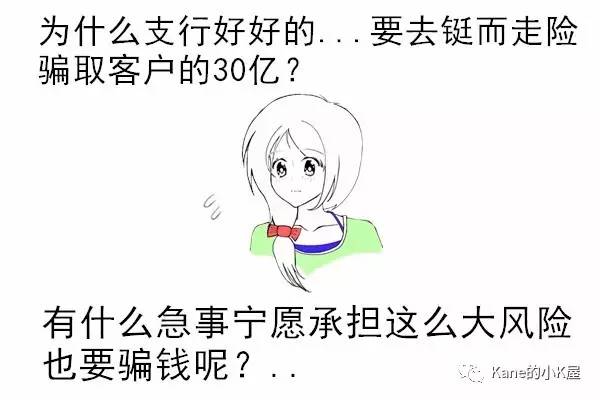 为什么支行好好的...要去铤而走险
骗取客户的30亿？
有什么急事宁愿承担这么大风险
也要骗钱呢？..
Kane的小K屋